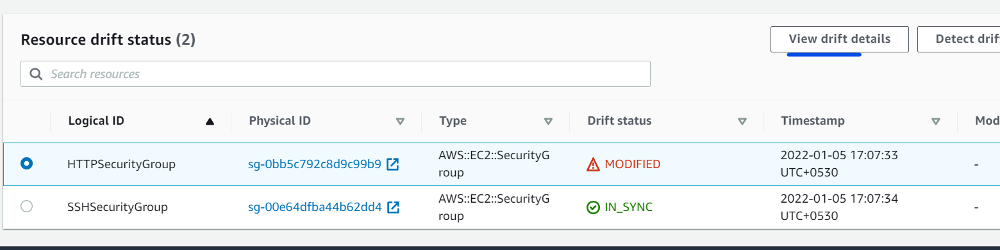 Resource drift status (2)
View drift details
Detect drif
Search resources
Logical ID
Physical ID
Type
Drift status
Timestamp
Mod
HTTPSecurityGroup
sg-0bb5c792c8d9c99b9
AWS::EC2::SecurityG
roup
MODIFIED
2022-01-05 17:07:33
UTC+0530
-
SSHSecurityGroup
sg-00e64dfba44b62dd4
AWS::EC2::SecurityG
roup
IN_SYNC
2022-01-05 17:07:34
UTC+0530
-